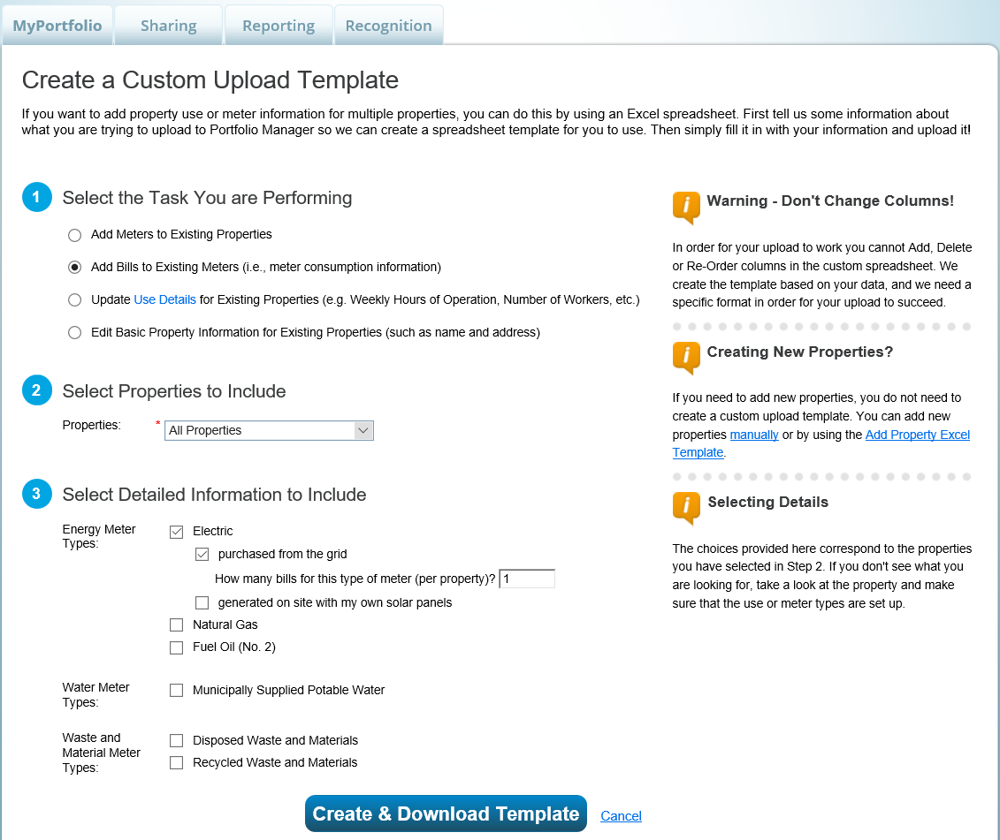 MyPortfolio
Sharing
Reporting
Recognition
Create a Custom Upload Template
If you want to add property use or meter information for multiple properties, you can do this by using an Excel spreadsheet. First tell us some information about
what you are trying to upload to Portfolio Manager so we can create a spreadsheet template for you to use. Then simply fill it in with your information and upload it!
1
Select the Task You are Performing
Add Meters to Existing Properties
Add Bills to Existing Meters (i.e., meter consumption information)
Update Use Details for Existing Properties (e.g. Weekly Hours of Operation, Number of Workers, etc.)
Edit Basic Property Information for Existing Properties (such as name and address)
2
Select Properties to Include
Properties:
*
All Properties
3
Select Detailed Information to Include
Energy Meter
Types:
Electric
purchased from the grid
How many bills for this type of meter (per property)? 1
generated on site with my own solar panels
Natural Gas
Fuel Oil (No. 2)
Water Meter
Types:
Municipally Supplied Potable Water
Waste and
Material Meter
Types:
Disposed Waste and Materials
Recycled Waste and Materials
Create & Download Template
Cancel
i
Warning - Don't Change Columns!
In order for your upload to work you cannot Add, Delete
or Re-Order columns in the custom spreadsheet. We
create the template based on your data, and we need a
specific format in order for your upload to succeed.
i
Creating New Properties?
If you need to add new properties, you do not need to
create a custom upload template. You can add new
properties manually or by using the Add Property Excel
Template.
i
Selecting Details
The choices provided here correspond to the properties
you have selected in Step 2. If you don't see what you
are looking for, take a look at the property and make
sure that the use or meter types are set up.